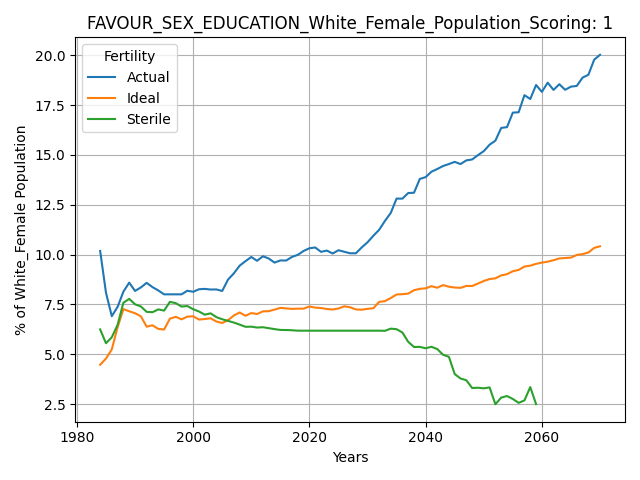 FAVOUR_SEX_EDUCATION_White_Female_Population_Scoring: 1
Fertility
Actual
Ideal
Sterile
% of White_Female Population
20.0
17.5
15.0
12.5
10.0
7.5
5.0
2.5
1980
2000
2020
2040
2060
Years